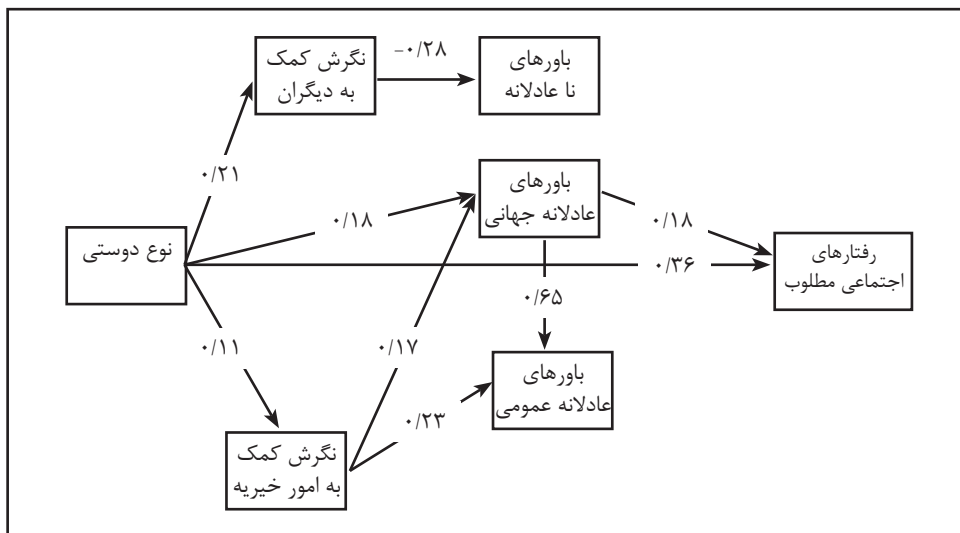 نگرش کمک
به دیگران
-۰/۲۸
باورهای
نا عادلانه
۰/۲۱
باورهای
عادلانه جهانی
۰/۱۸
۰/۱۸
نوع دوستی
رفتارهای
اجتماعی مطلوب
۰/۳۶
۰/۶۵
۰/۱۱
۰/۱۷
باورهای
عادلانه عمومی
۰/۲۳
نگرش کمک
به امور خیریه